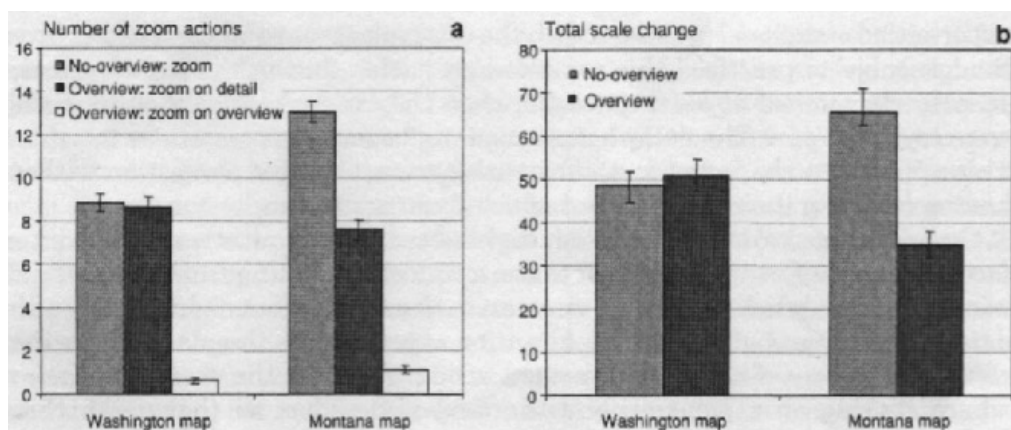 Number of zoom actions a
16
14
12
10
8
6
4
2
0
No-overview: zoom
Overview: zoom on detail
Overview: zoom on overview
Washington map Montana map
Total scale change b
80
70
60
50
40
30
20
10
0
No-overview
Overview
Washington map Montana map